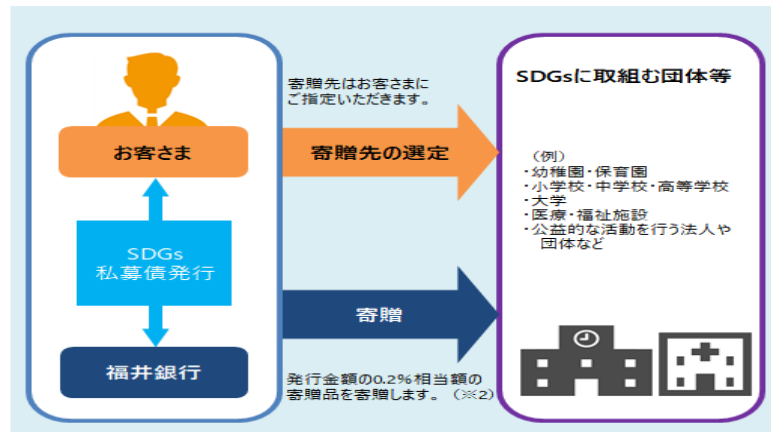 寄贈先はお客さまに
ご指定いただきます。
SDGsに取組む団体等
お客さま
寄贈先の選定
（例）
・幼稚園・保育園
・小学校・中学校・高等学校
・大学
・医療・福祉施設
・公益的な活動を行う法人や
団体など
SDGs
私募債発行
寄贈
福井銀行
発行金額の0.2%相当額の
寄贈品を寄贈します。（※2）